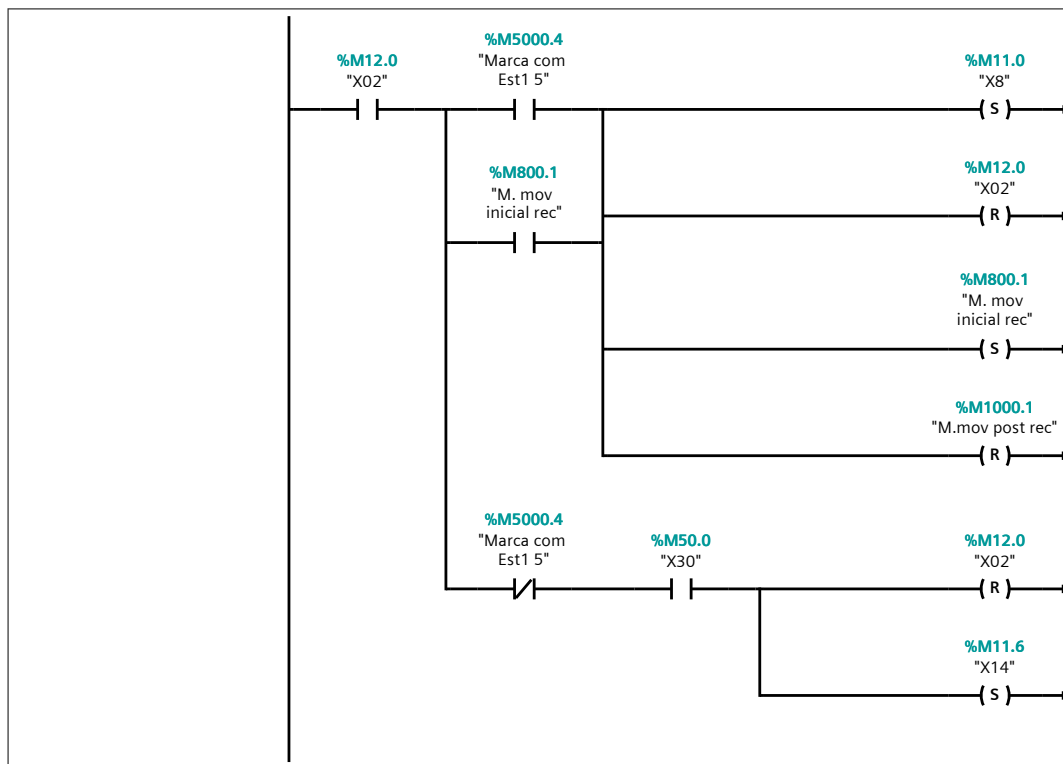 %M5000.4
%M12.0
"Marca com
%M11.0
"X02"
Est1 5"
"X8"
S
%M800.1
%M12.0
"M. mov
"X02"
inicial rec"
R
%M800.1
"M. mov
inicial rec"
S
%M1000.1
"M.mov post rec"
R
%M5000.4
"Marca com
%M50.0
%M12.0
Est1 5"
"X30"
"X02"
R
%M11.6
"X14"
S